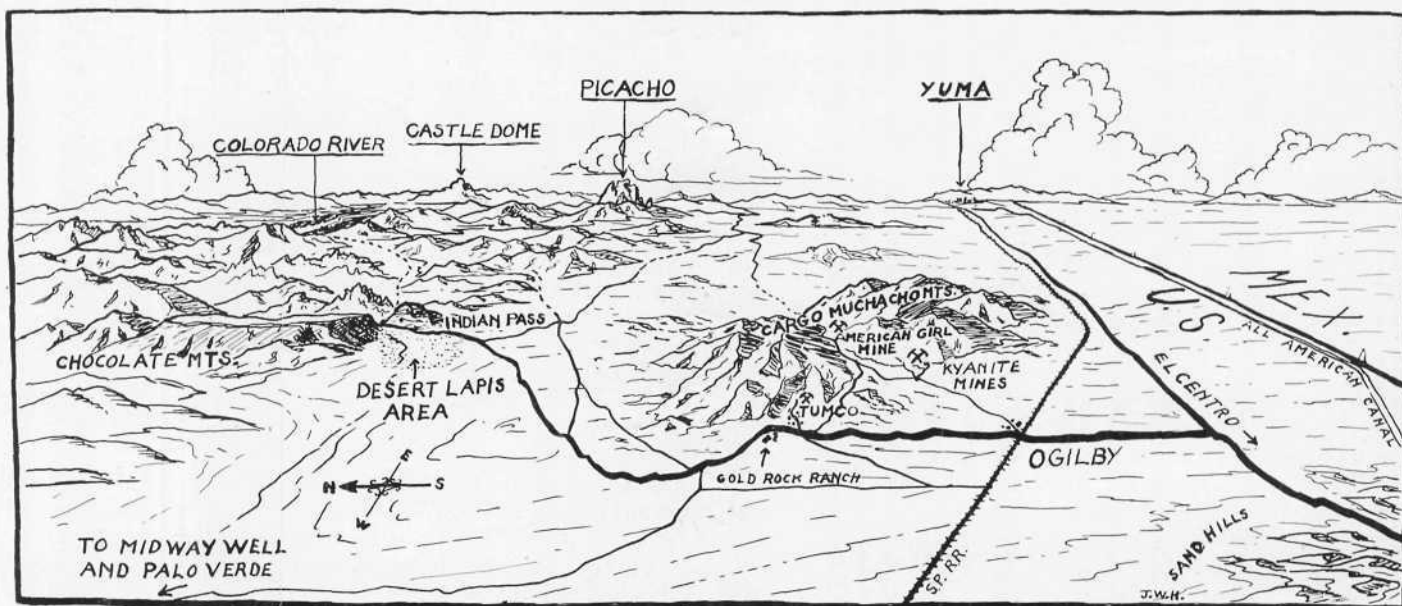 PICACHO
YUMA
CASTLE DOME
COLORADO RIVER
INDIAN PASS
CHOCOLATE MTS.
DESERT LAPIS
AREA
CARGO MUCHACHO MTS.
MERICAN GIRL
MINE
KYANITE
MINES
TUMCO
GOLD ROCK RANCH
OGILBY
U S
MEX.
ALL AMERICAN CANAL
EL CENTRO
SAND HILLS
S.P. RR.
N
E
S
W
TO MIDWAY WELL
AND PALO VERDE
J.W.H.